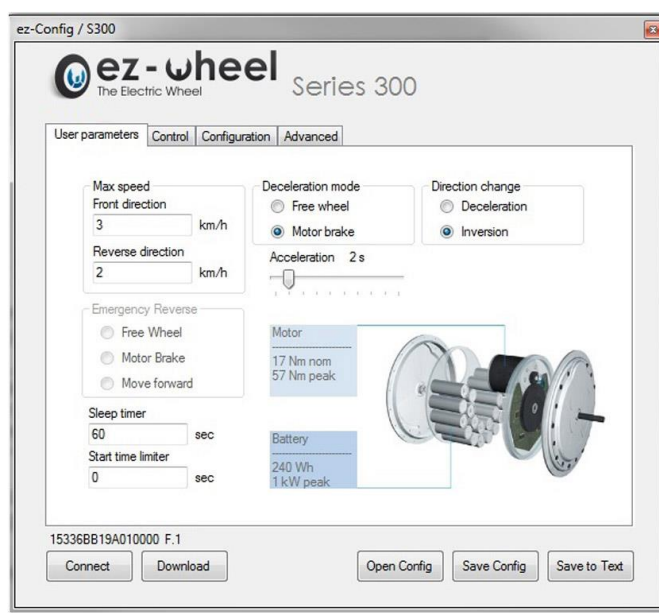 ez-Config / S300
ez-wheel
The Electric Wheel
Series 300
User parameters Control Configuration Advanced
Max speed
Front direction
3 km/h
Reverse direction
2 km/h
Deceleration mode
Free wheel
Motor brake
Direction change
Deceleration
Inversion
Acceleration 2 s
Emergency Reverse
Free Wheel
Motor Brake
Move forward
Motor
17 Nm nom
57 Nm peak
Sleep timer
60 sec
Start time limiter
0 sec
Battery
240 Wh
1 kW peak
15336BB19A010000 F.1
Connect Download Open Config Save Config Save to Text